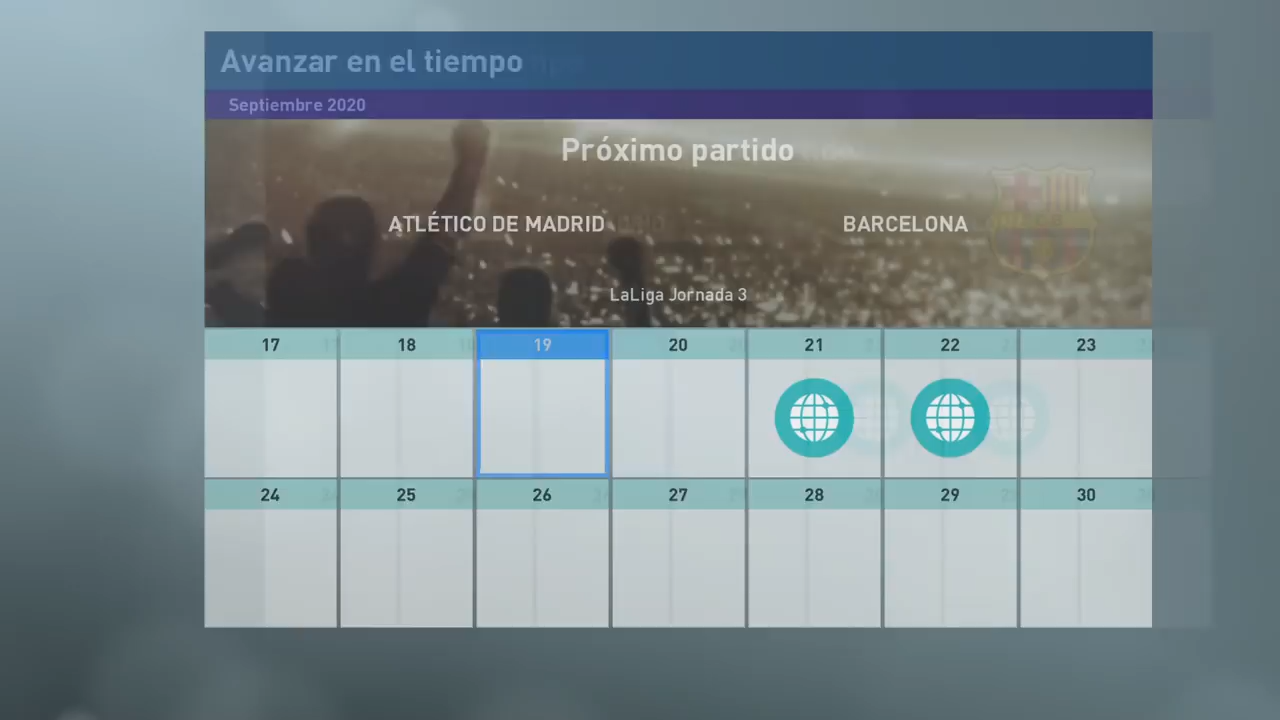 Avanzar en el tiempo
Septiembre 2020
Próximo partido
ATLÉTICO DE MADRID
BARCELONA
LaLiga Jornada 3
17 18 19 20 21 22 23
24 25 26 27 28 29 30